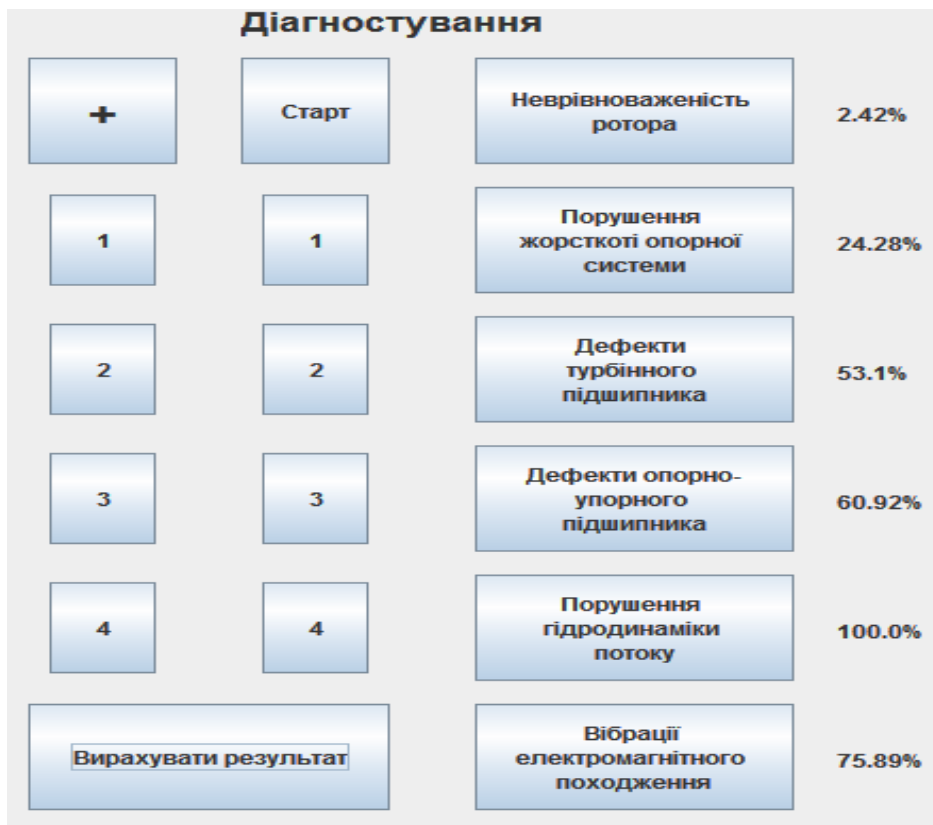 Діагностування
+
Старт
Неврівноваженість
ротора
2.42%
1
1
Порушення
жорсткоті опорної
системи
24.28%
2
2
Дефекти
турбінного
підшипника
53.1%
3
3
Дефекти опорно-
упорного
підшипника
60.92%
4
4
Порушення
гідродинаміки
потоку
100.0%
Вирахувати результат
Вібрації
електромагнітного
походження
75.89%